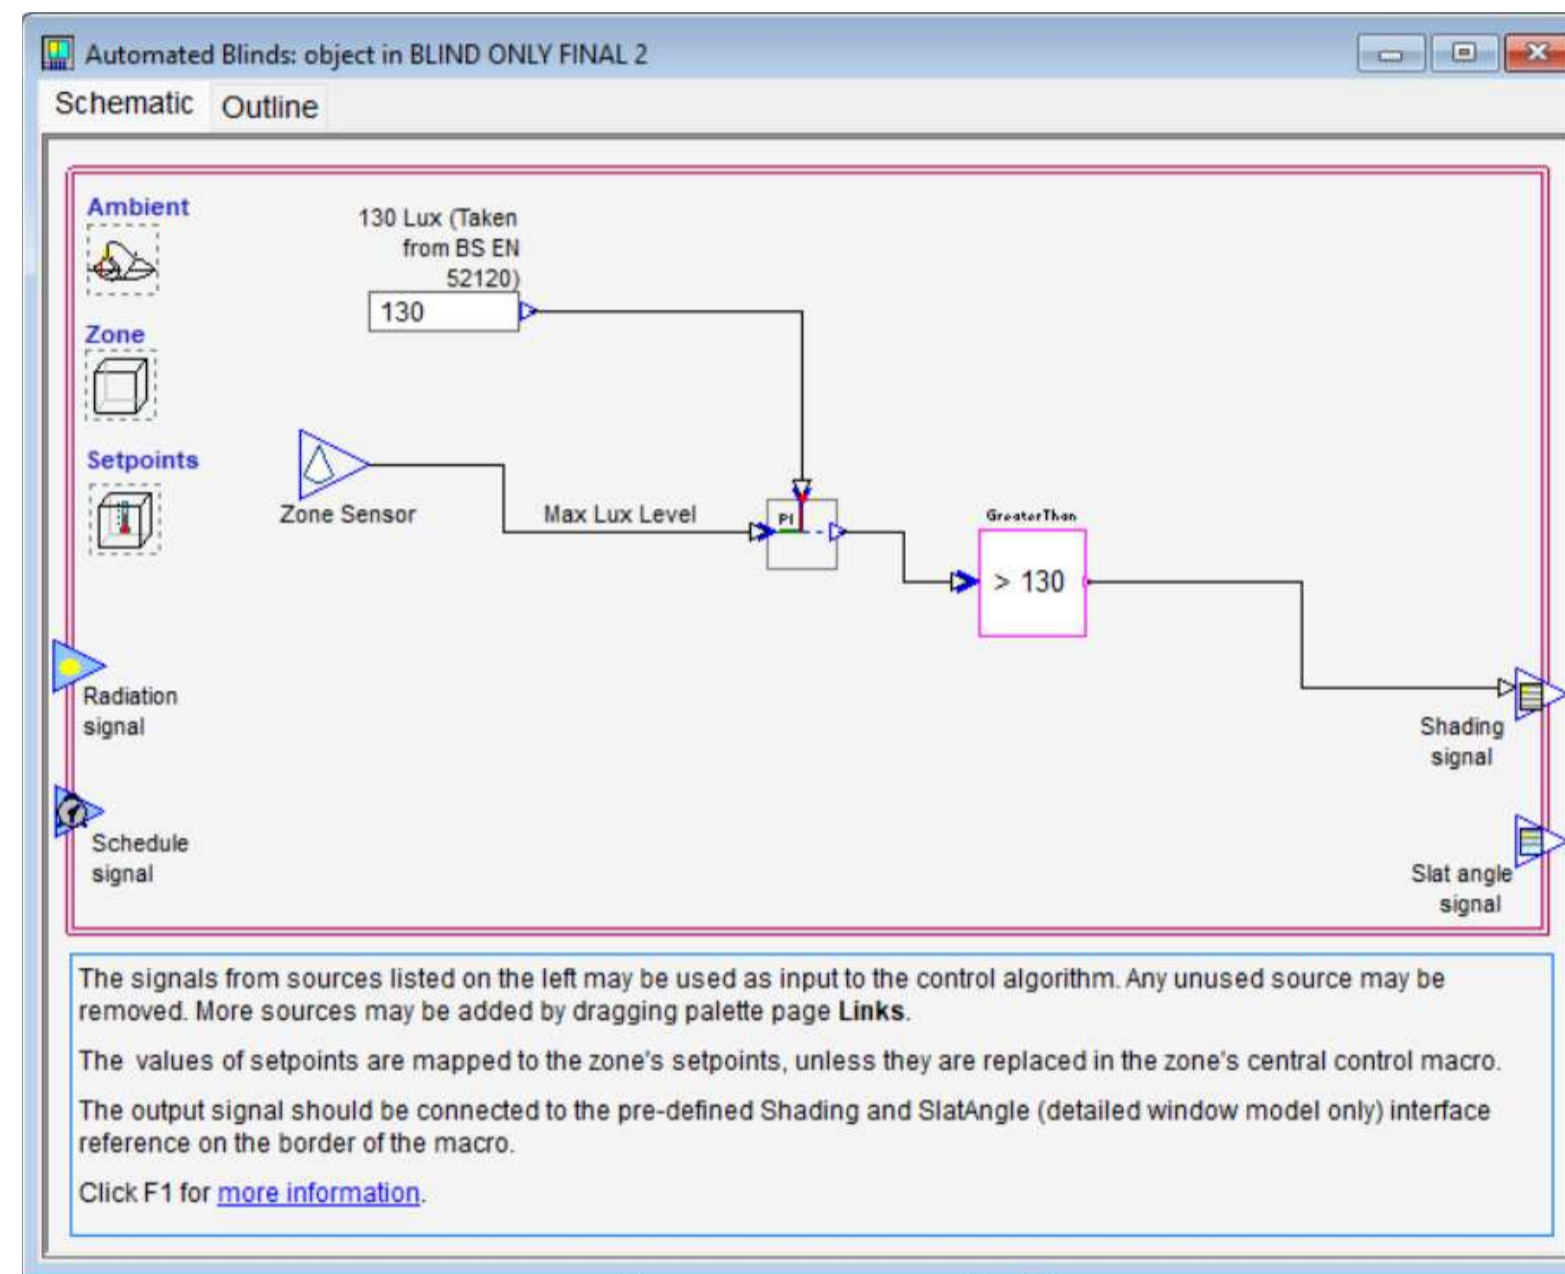 Automated Blinds: object in BLIND ONLY FINAL 2
Schematic
Outline
Ambient
130 Lux (Taken
from BS EN
52120)
130
Zone
Setpoints
Zone Sensor
Max Lux Level
PI
GreaterThan
> 130
Radiation
signal
Shading
signal
Schedule
signal
Slat angle
signal
The signals from sources listed on the left may be used as input to the control algorithm. Any unused source may be
removed. More sources may be added by dragging palette page Links.
The values of setpoints are mapped to the zone's setpoints, unless they are replaced in the zone's central control macro.
The output signal should be connected to the pre-defined Shading and SlatAngle (detailed window model only) interface
reference on the border of the macro.
Click F1 for more information.